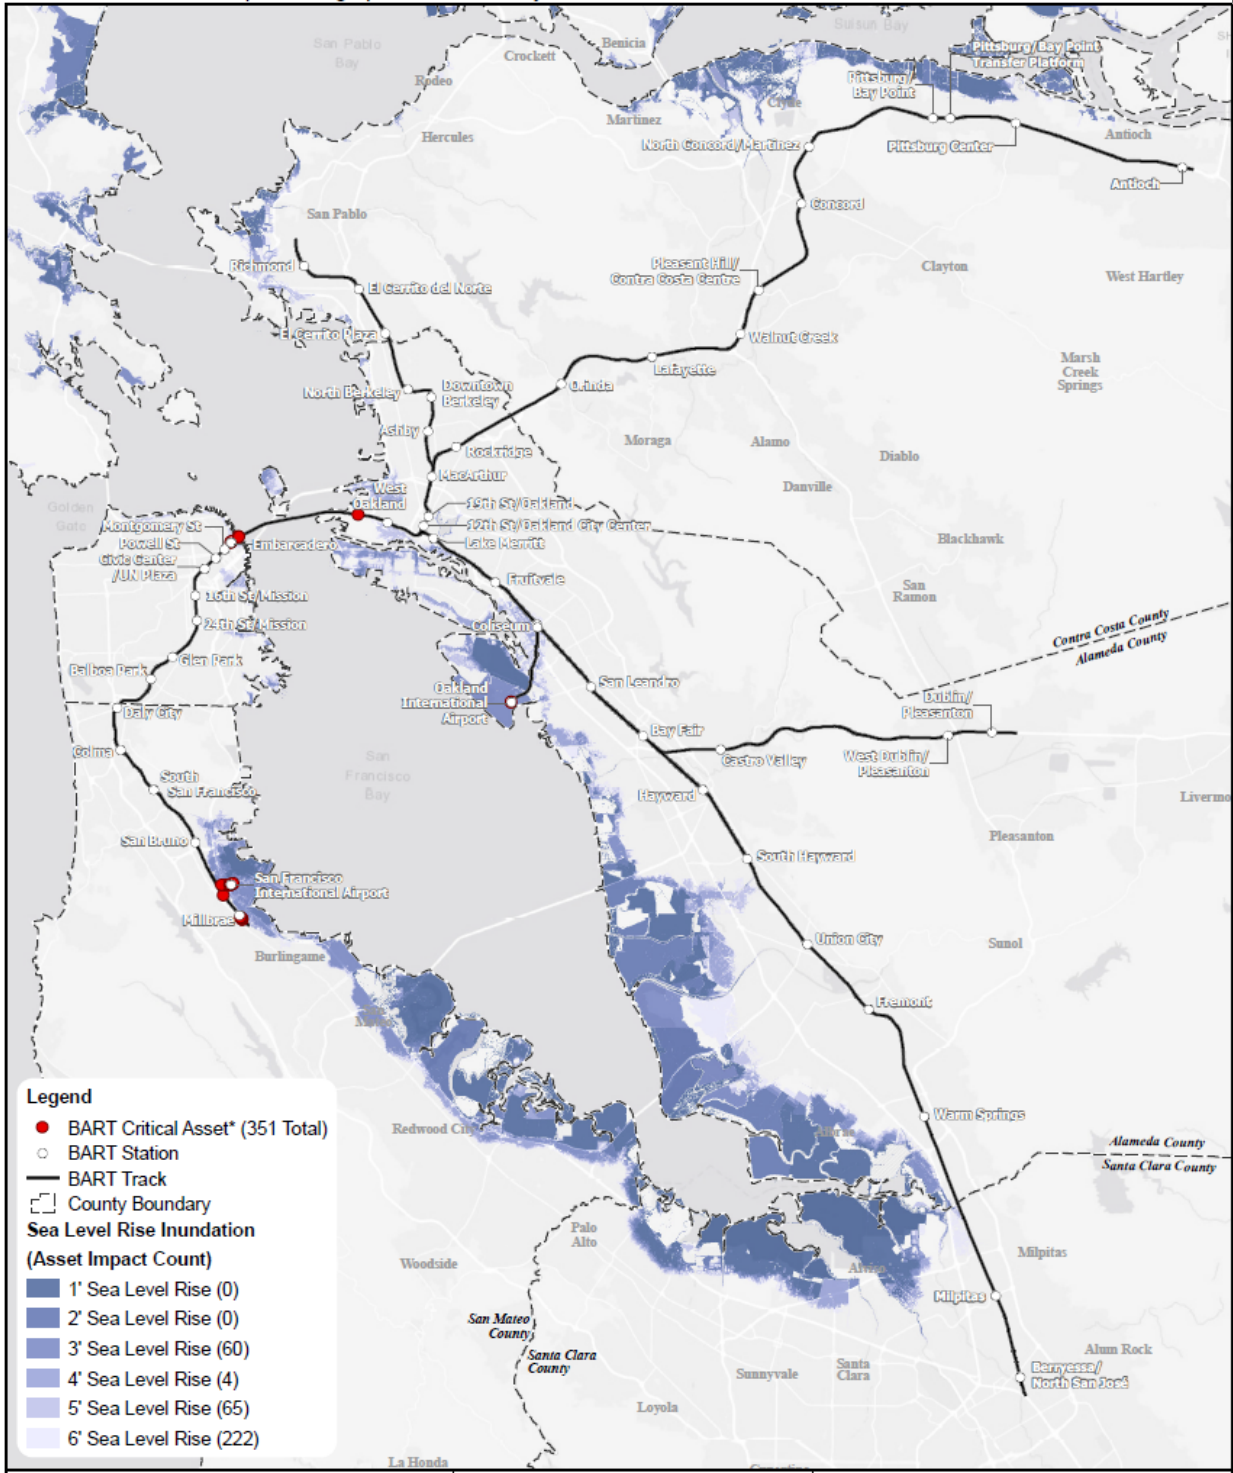 San Pablo
Bay
Suisun Bay
Benicia
Crockett
Rodeo
Hercules
Martinez
Clyde
Pittsburg/
Bay Point
Pittsburg/Bay Point
Transfer Platform
North Concord/Martinez
Pittsburg Center
Antioch
Antioch
Concord
San Pablo
Richmond
El Cerrito del Norte
El Cerrito Plaza
Pleasant Hill/
Contra Costa Centre
Clayton
West Hartley
Walnut Creek
Lafayette
Orinda
Marsh
Creek
Springs
North Berkeley
Downtown
Berkeley
Ashby
Rockridge
MacArthur
Moraga
Alamo
Diablo
Danville
West
Oakland
19th St/Oakland
12th St/Oakland City Center
Lake Merritt
Golden
Gate
Montgomery St
Powell St
Civic Center
/UN Plaza
Embarcadero
16th St/Mission
24th St/Mission
Blackhawk
San
Ramon
Fruitvale
Coliseum
Contra Costa County
Alameda County
Glen Park
Balboa Park
Daly City
Colma
Oakland
International
Airport
San Leandro
Bay Fair
Castro Valley
Dublin/
Pleasanton
West Dublin/
Pleasanton
San
Francisco
Bay
South
San Francisco
Hayward
Livermo
Pleasanton
San Bruno
South Hayward
San Francisco
International Airport
Millbrae
Burlingame
Union City
Sunol
Fremont
Redwood City
Warm Springs
Alameda County
Santa Clara County
Palo
Alto
Woodside
Milpitas
Milpitas
San Mateo
County
Santa Clara
County
Sunnyvale
Santa
Clara
Alum Rock
Berryessa/
North San José
Loyola
La Honda
Legend
BART Critical Asset* (351 Total)
BART Station
BART Track
County Boundary
Sea Level Rise Inundation
(Asset Impact Count)
1' Sea Level Rise (0)
2' Sea Level Rise (0)
3' Sea Level Rise (60)
4' Sea Level Rise (4)
5' Sea Level Rise (65)
6' Sea Level Rise (222)